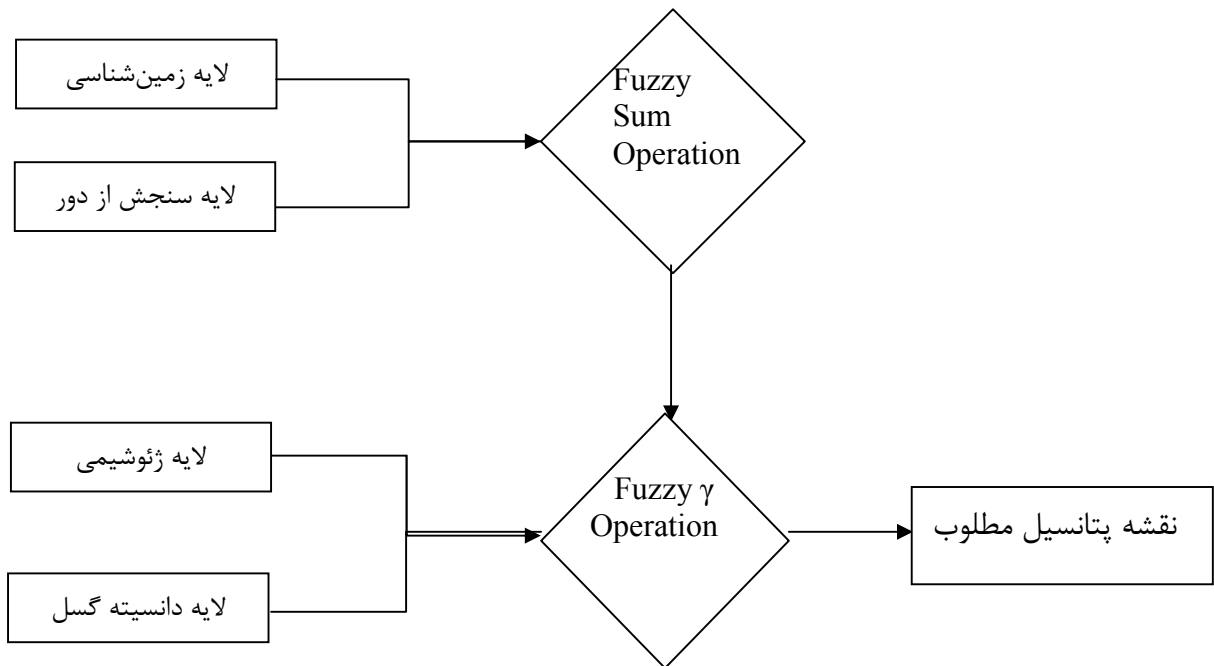 لایه زمین‌شناسی
Fuzzy
Sum
Operation
لایه سنجش از دور
لایه ژئوشیمی
Fuzzy γ
Operation
نقشه پتانسیل مطلوب
لایه دانسیته گسل